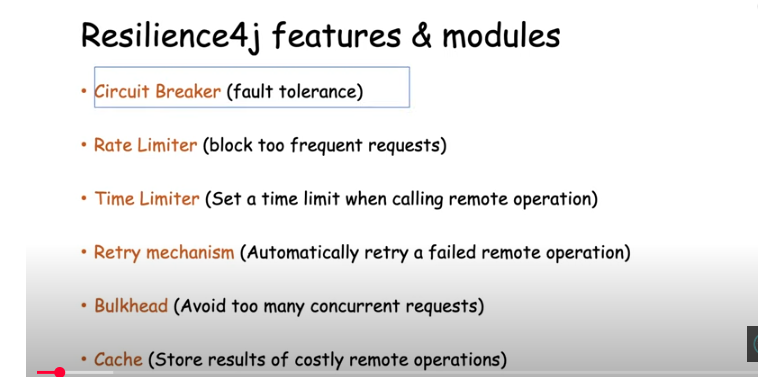 Resilience4j features & modules
• Circuit Breaker (fault tolerance)
• Rate Limiter (block too frequent requests)
• Time Limiter (Set a time limit when calling remote operation)
• Retry mechanism (Automatically retry a failed remote operation)
• Bulkhead (Avoid too many concurrent requests)
• Cache (Store results of costly remote operations)